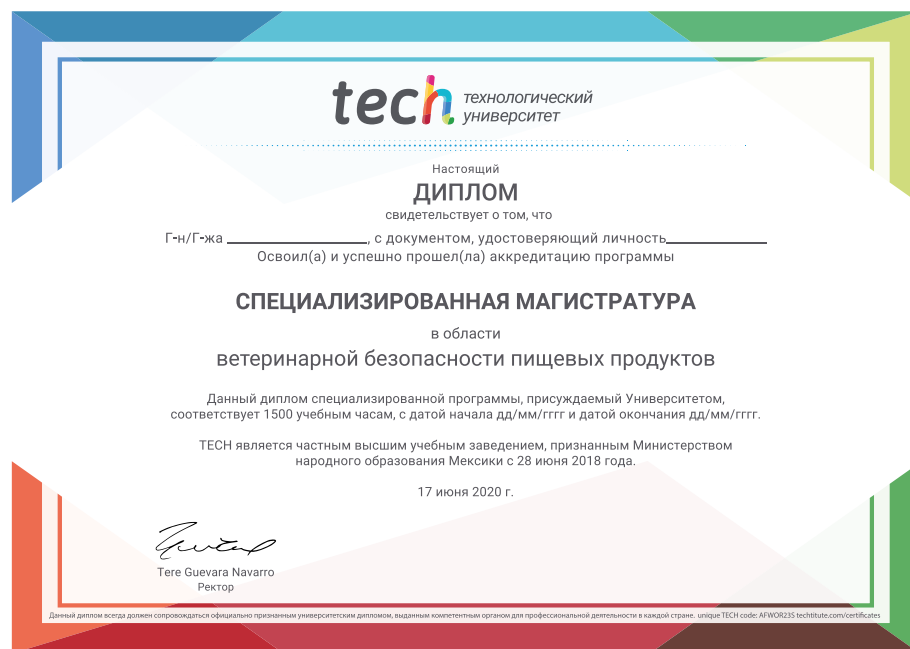 tech технологический
университет
Настоящий
ДИПЛОМ
свидетельствует о том, что
Г-н/Г-жа ____________________, с документом, удостоверяющий личность______________
Освоил(а) и успешно прошел(ла) аккредитацию программы
СПЕЦИАЛИЗИРОВАННАЯ МАГИСТРАТУРА
в области
ветеринарной безопасности пищевых продуктов
Данный диплом специализированной программы, присуждаемый Университетом,
соответствует 1500 учебным часам, с датой начала дд/мм/гггг и датой окончания дд/мм/гггг.
TECH является частным высшим учебным заведением, признанным Министерством
народного образования Мексики с 28 июня 2018 года.
17 июня 2020 г.
Tere Guevara Navarro
Ректор
Данный диплом всегда должен сопровождаться официально признанным университетским дипломом, выданным компетентным органом для профессиональной деятельности в каждой стране. unique TECH code: AFWOR23S techtitute.com/certificates